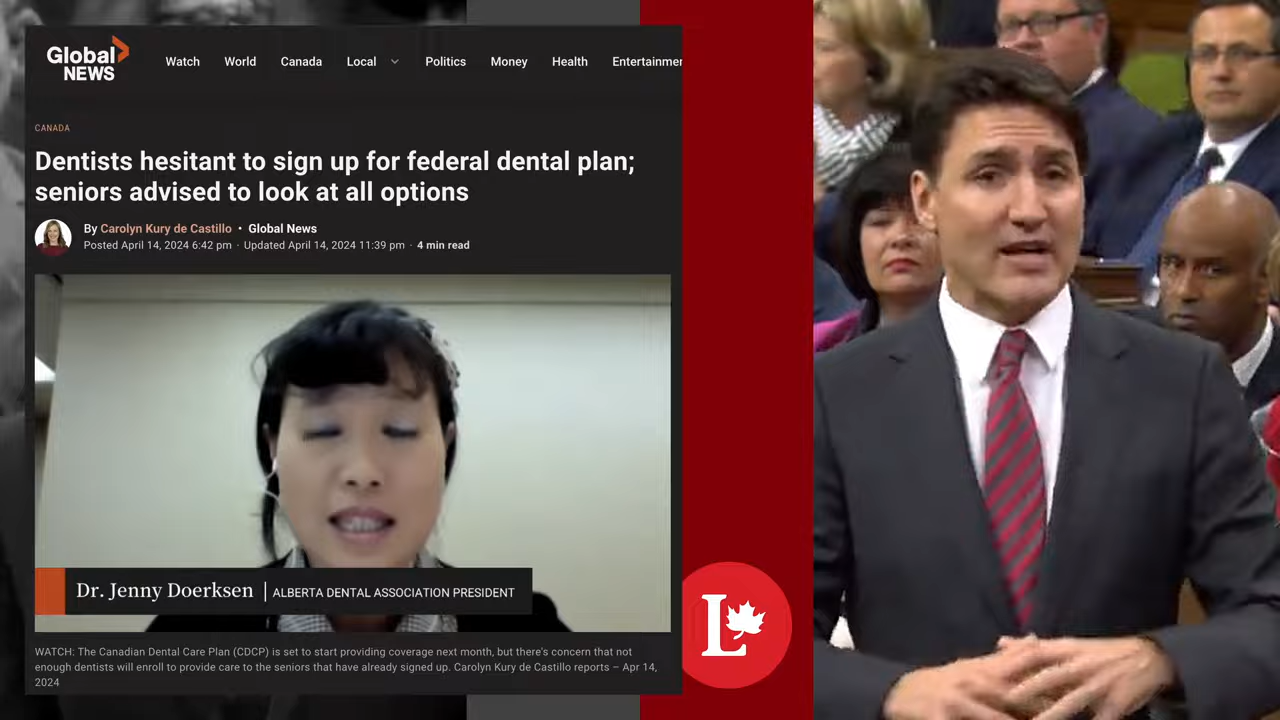 Global
NEWS
Watch World Canada Local Politics Money Health Entertainmen
CANADA
Dentists hesitant to sign up for federal dental plan;
seniors advised to look at all options
By Carolyn Kury de Castillo • Global News
Posted April 14, 2024 6:42 pm · Updated April 14, 2024 11:39 pm · 4 min read
Dr. Jenny Doerksen | ALBERTA DENTAL ASSOCIATION PRESIDENT
WATCH: The Canadian Dental Care Plan (CDCP) is set to start providing coverage next month, but there's concern that not
enough dentists will enroll to provide care to the seniors that have already signed up. Carolyn Kury de Castillo reports – Apr 14,
2024
L